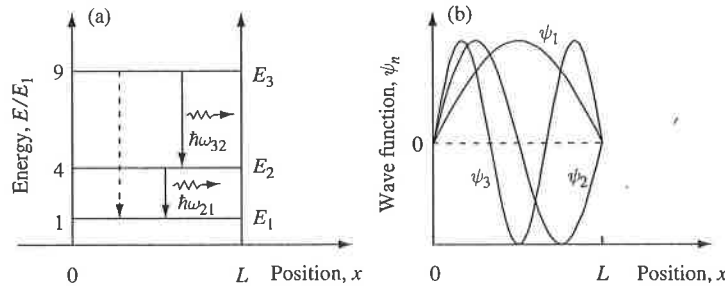 (a)
Energy, E/E₁
9
4
1
E₃
E₂
E₁
ħω₃₂
ħω₂₁
0
L
Position, x
(b)
Wave function, ψₙ
0
ψ₁
ψ₃
ψ₂
0
L
Position, x